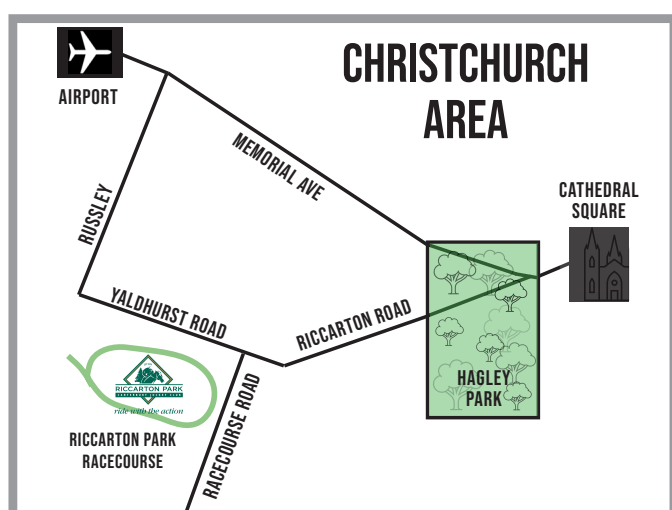 CHRISTCHURCH
AREA
AIRPORT
MEMORIAL AVE
CATHEDRAL
SQUARE
RUSSLEY
YALDHURST ROAD
RICCARTON ROAD
HAGLEY
PARK
RICCARTON PARK
ride with the action
RACECOURSE ROAD
RICCARTON PARK
RACECOURSE